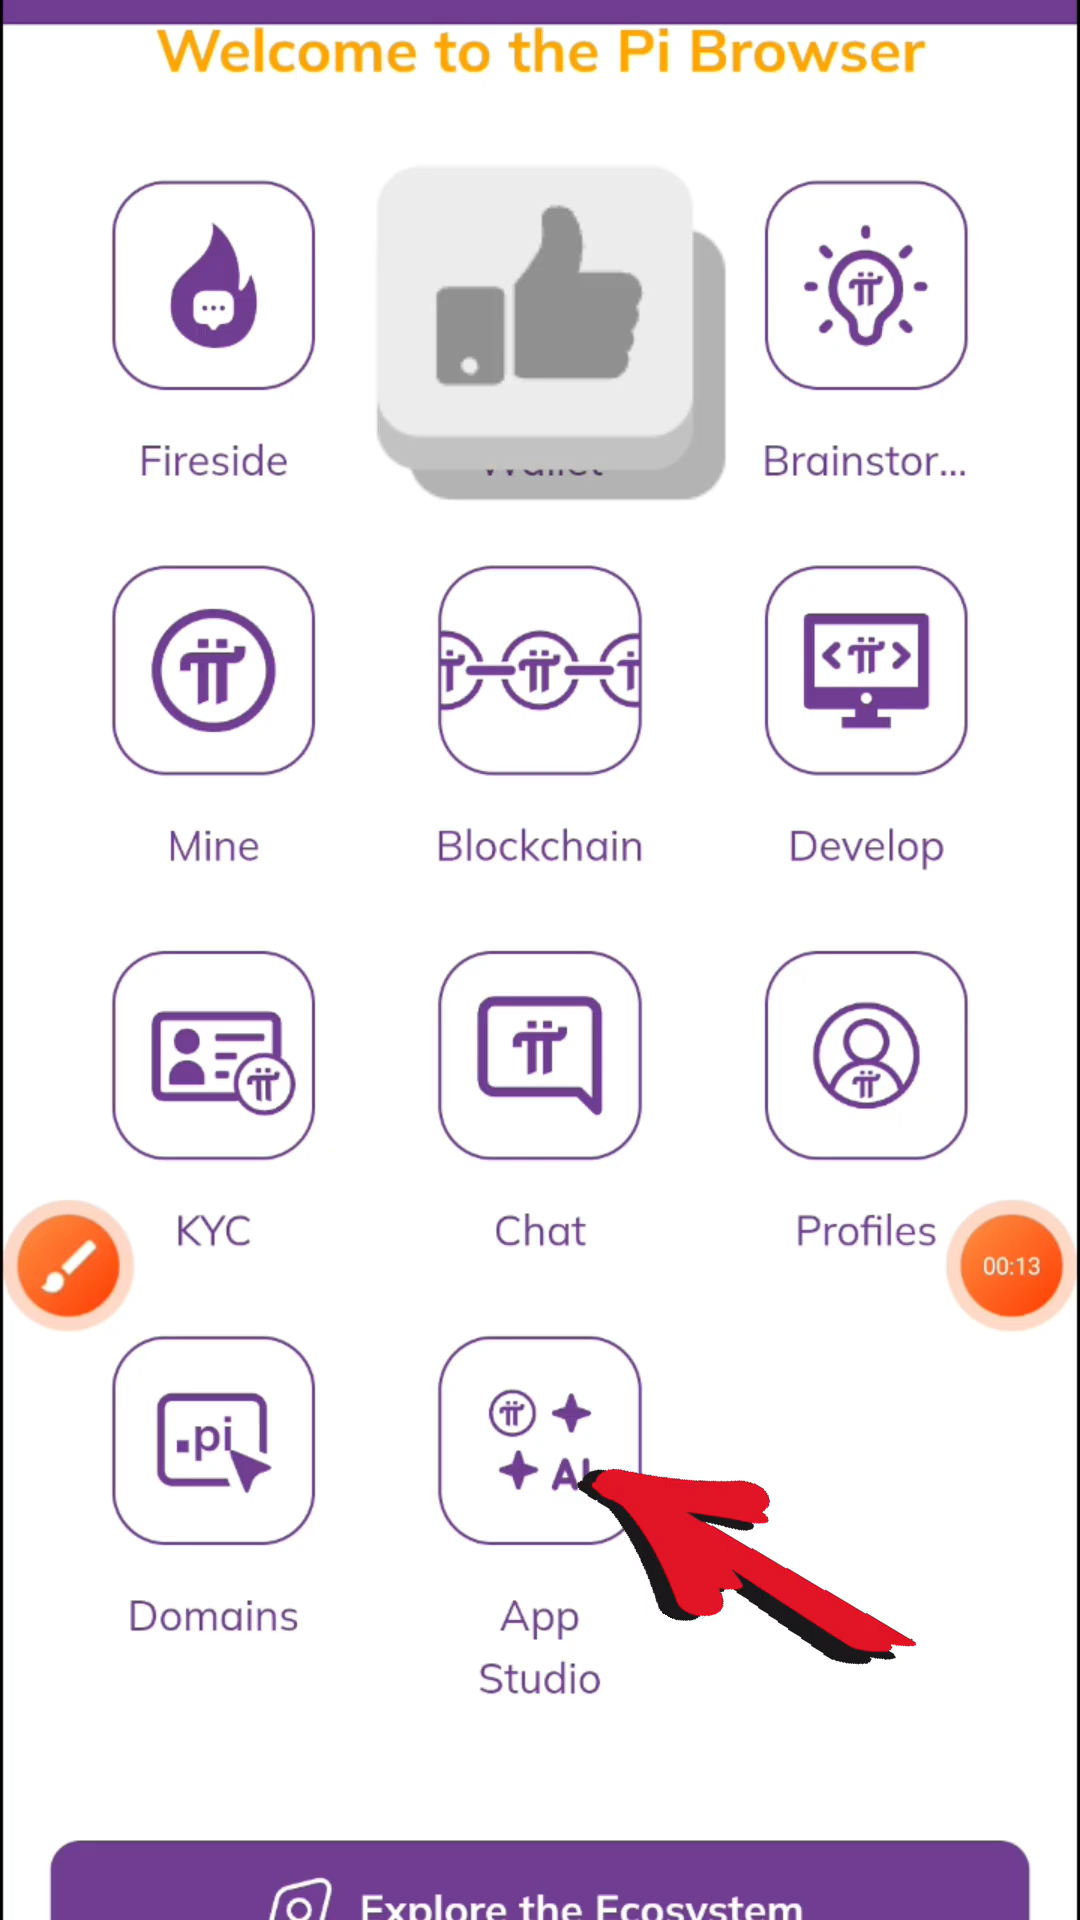 Welcome to the Pi Browser
Fireside
Wallet
Brainstor...
Mine
Blockchain
Develop
KYC
Chat
Profiles
00:13
.pi
AI
Domains
App
Studio
Explore the Ecosystem